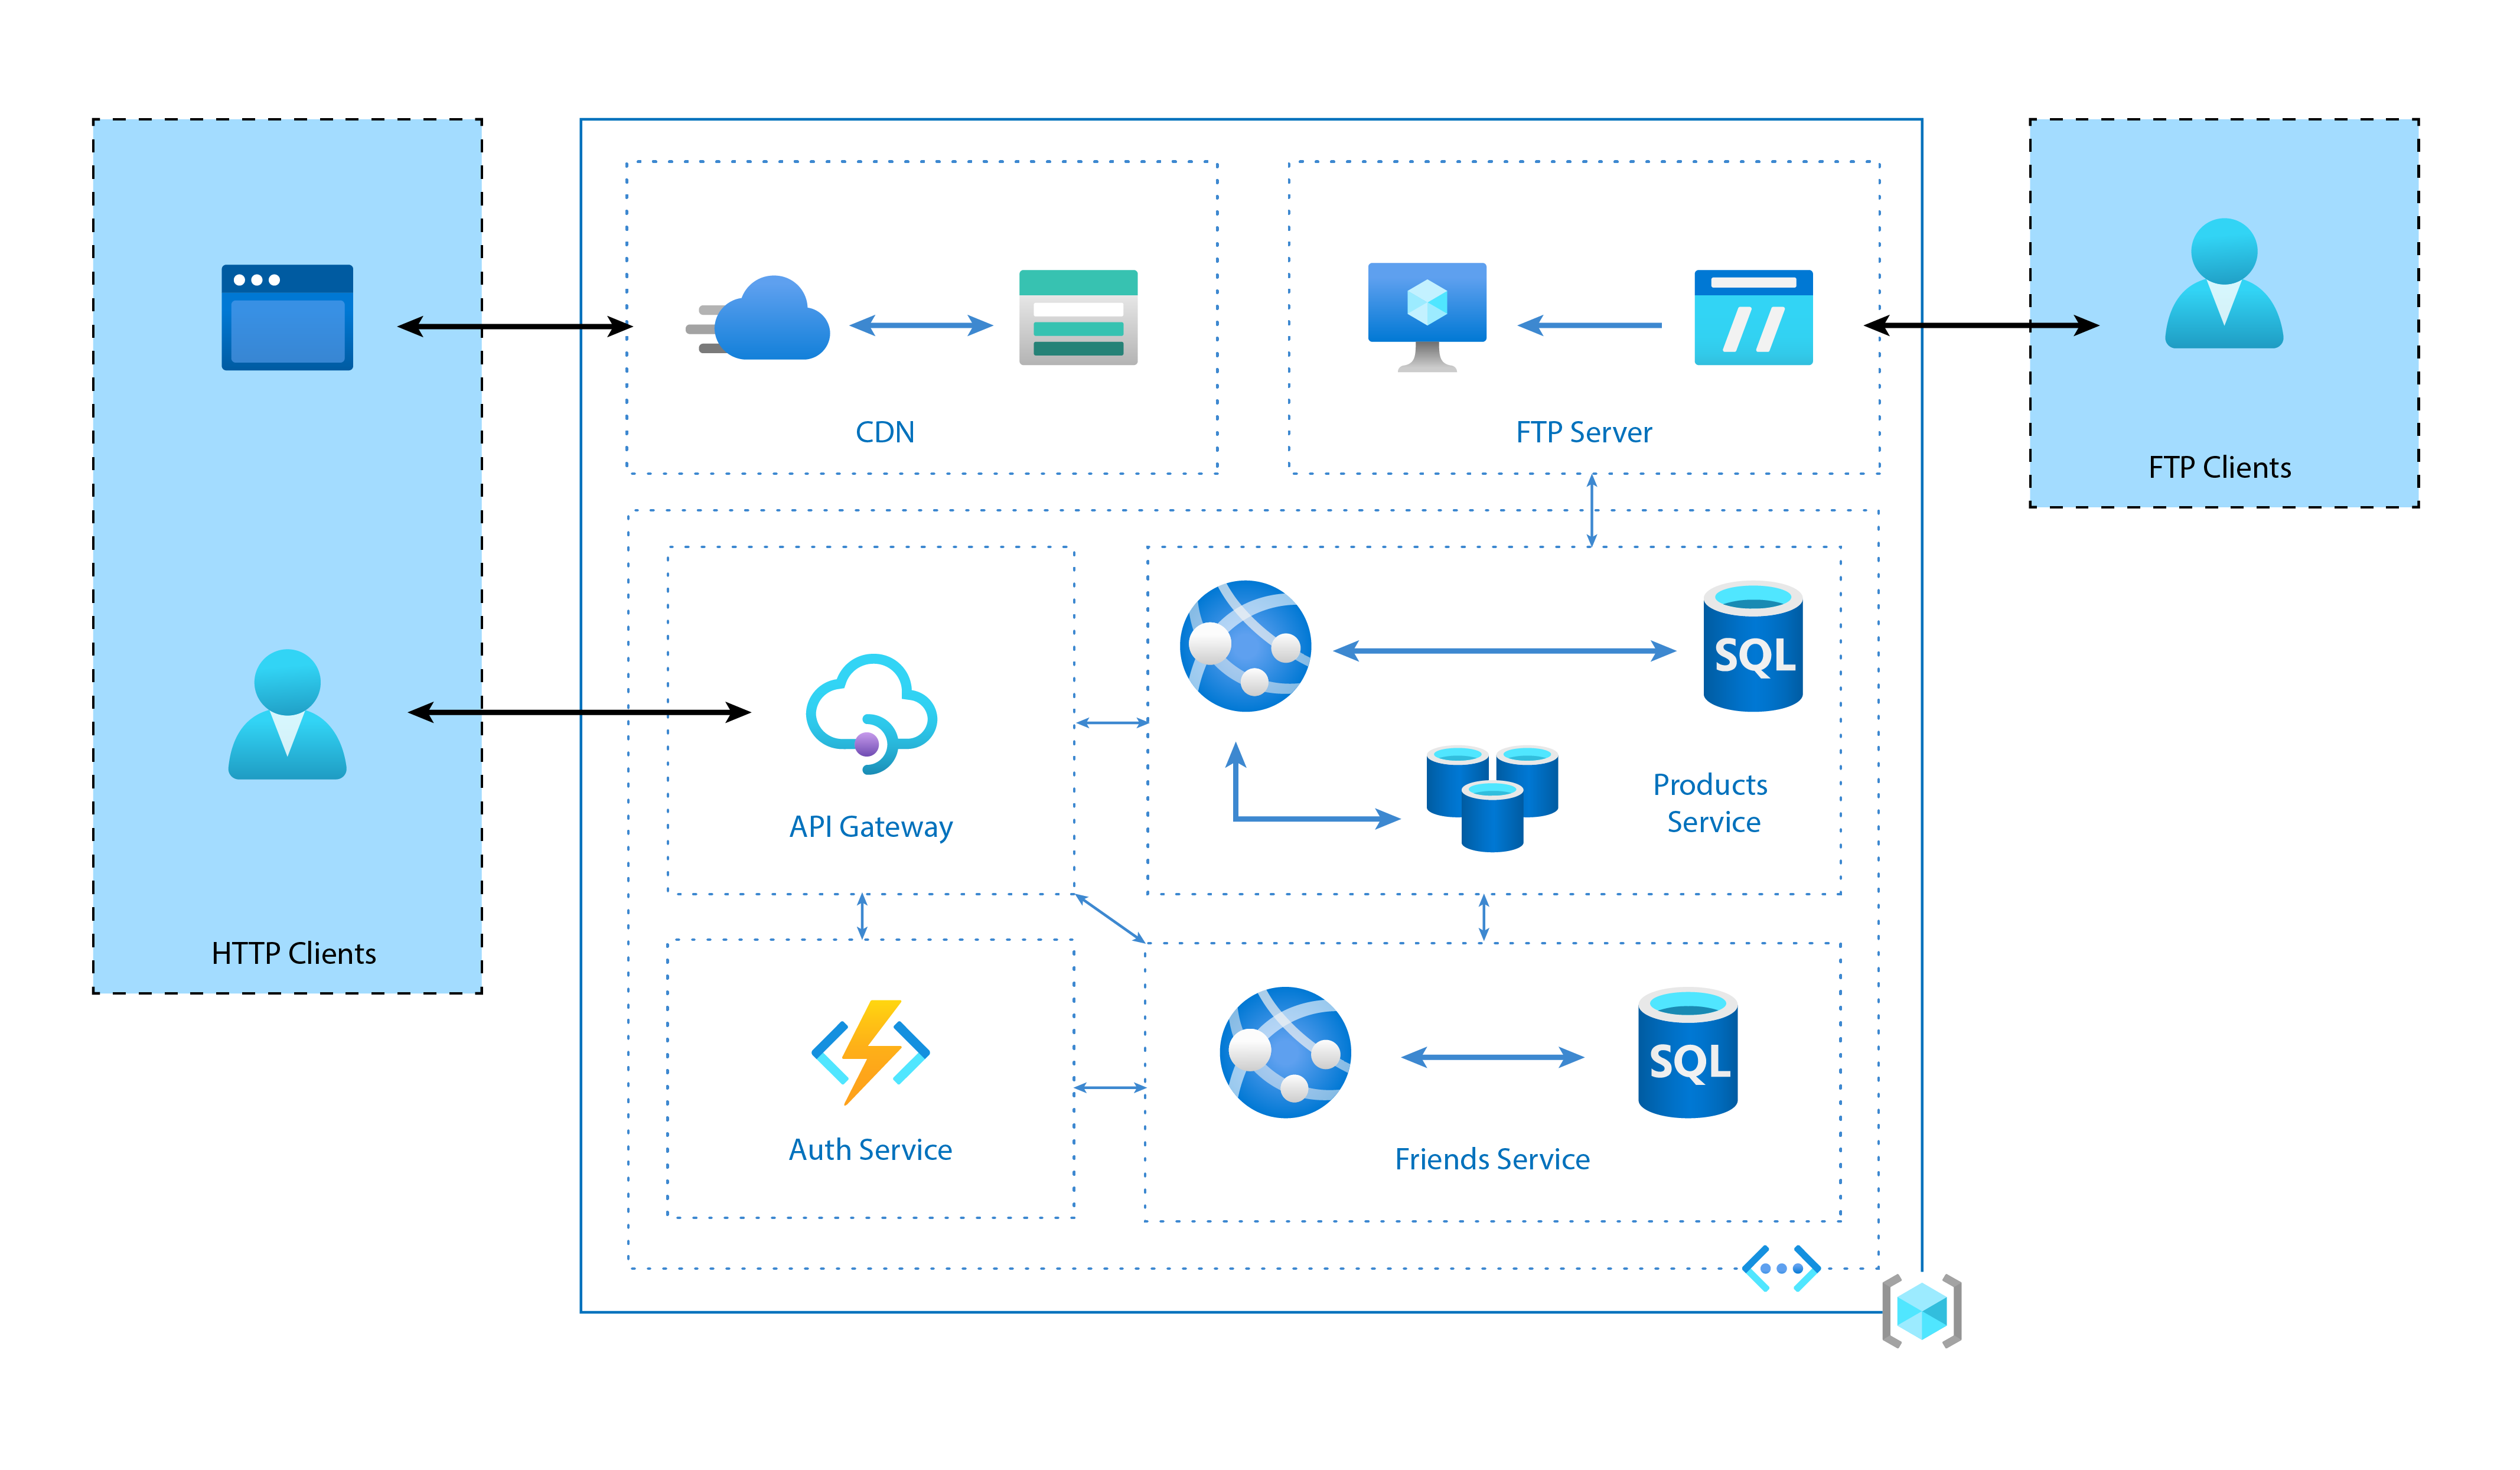 CDN
FTP Server
FTP Clients
SQL
Products
Service
API Gateway
HTTP Clients
SQL
Auth Service
Friends Service